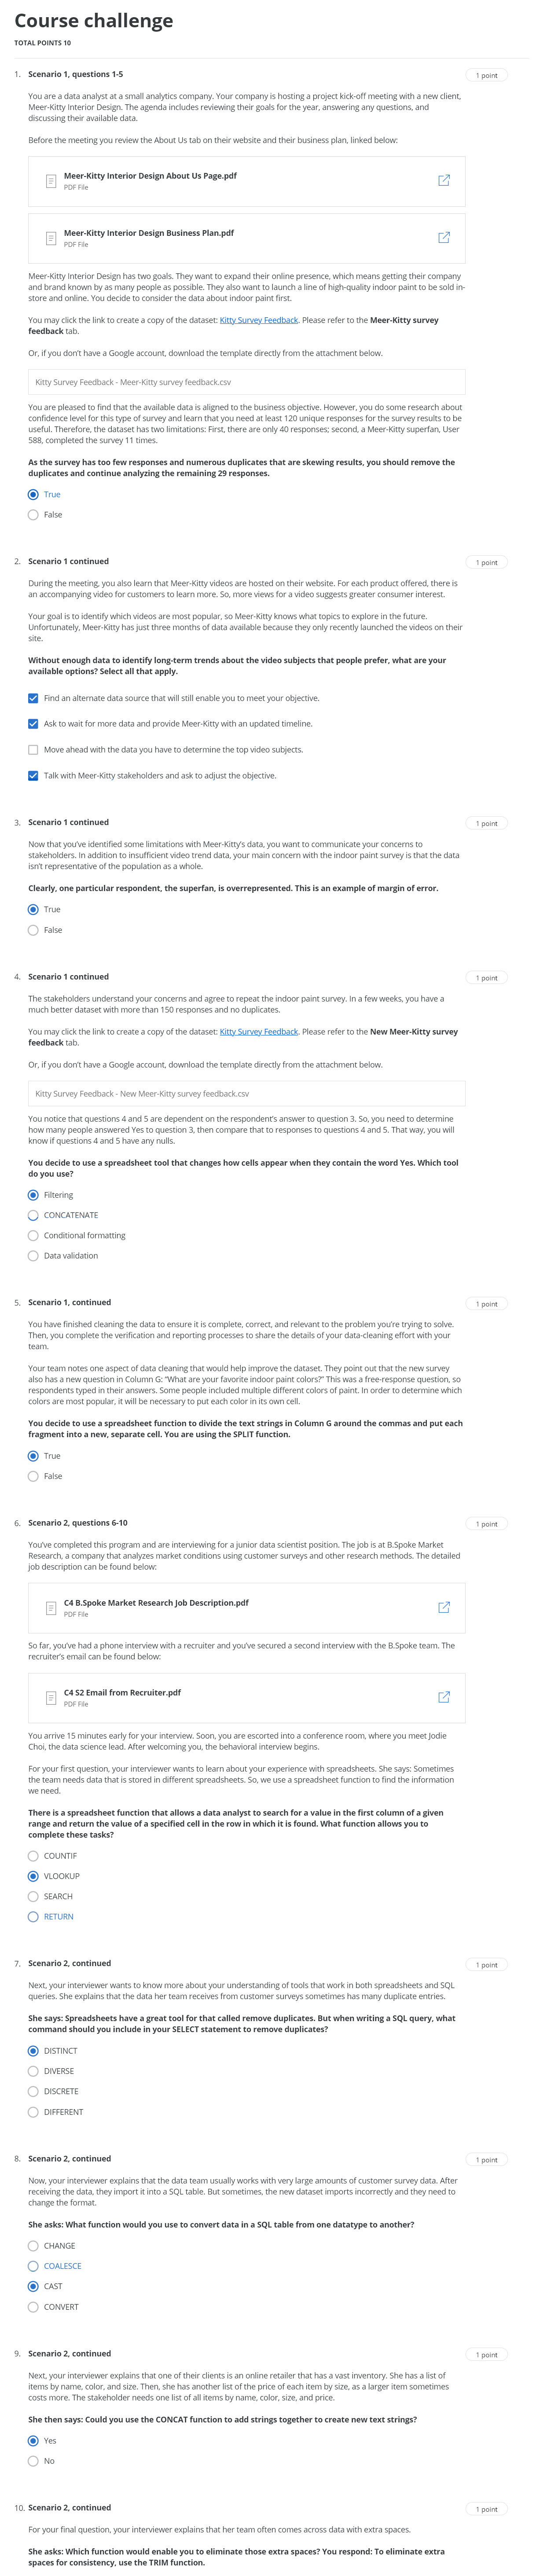 Course challenge
TOTAL POINTS 10
1. Scenario 1, questions 1-5
1 point
You are a data analyst at a small analytics company. Your company is hosting a project kick-off meeting with a new client,
Meer-Kitty Interior Design. The agenda includes reviewing their goals for the year, answering any questions, and
discussing their available data.
Before the meeting you review the About Us tab on their website and their business plan, linked below:
Meer-Kitty Interior Design About Us Page.pdf
PDF File
Meer-Kitty Interior Design Business Plan.pdf
PDF File
Meer-Kitty Interior Design has two goals. They want to expand their online presence, which means getting their company
and brand known by as many people as possible. They also want to launch a line of high-quality indoor paint to be sold in-
store and online. You decide to consider the data about indoor paint first.
You may click the link to create a copy of the dataset: Kitty Survey Feedback. Please refer to the Meer-Kitty survey
feedback tab.
Or, if you don't have a Google account, download the template directly from the attachment below.
Kitty Survey Feedback - Meer-Kitty survey feedback.csv
You are pleased to find that the available data is aligned to the business objective. However, you do some research about
confidence level for this type of survey and learn that you need at least 120 unique responses for the survey results to be
useful. Therefore, the dataset has two limitations: First, there are only 40 responses; second, a Meer-Kitty superfan, User
588, completed the survey 11 times.
As the survey has too few responses and numerous duplicates that are skewing results, you should remove the
duplicates and continue analyzing the remaining 29 responses.
True
False
2. Scenario 1 continued
1 point
During the meeting, you also learn that Meer-Kitty videos are hosted on their website. For each product offered, there is
an accompanying video for customers to learn more. So, more views for a video suggests greater consumer interest.
Your goal is to identify which videos are most popular, so Meer-Kitty knows what topics to explore in the future.
Unfortunately, Meer-Kitty has just three months of data available because they only recently launched the videos on their
site.
Without enough data to identify long-term trends about the video subjects that people prefer, what are your
available options? Select all that apply.
Find an alternate data source that will still enable you to meet your objective.
Ask to wait for more data and provide Meer-Kitty with an updated timeline.
Move ahead with the data you have to determine the top video subjects.
Talk with Meer-Kitty stakeholders and ask to adjust the objective.
3. Scenario 1 continued
1 point
Now that you've identified some limitations with Meer-Kitty's data, you want to communicate your concerns to
stakeholders. In addition to insufficient video trend data, your main concern with the indoor paint survey is that the data
isn't representative of the population as a whole.
Clearly, one particular respondent, the superfan, is overrepresented. This is an example of margin of error.
True
False
4. Scenario 1 continued
1 point
The stakeholders understand your concerns and agree to repeat the indoor paint survey. In a few weeks, you have a
much better dataset with more than 150 responses and no duplicates.
You may click the link to create a copy of the dataset: Kitty Survey Feedback. Please refer to the New Meer-Kitty survey
feedback tab.
Or, if you don't have a Google account, download the template directly from the attachment below.
Kitty Survey Feedback - New Meer-Kitty survey feedback.csv
You notice that questions 4 and 5 are dependent on the respondent's answer to question 3. So, you need to determine
how many people answered Yes to question 3, then compare that to responses to questions 4 and 5. That way, you will
know if questions 4 and 5 have any nulls.
You decide to use a spreadsheet tool that changes how cells appear when they contain the word Yes. Which tool
do you use?
Filtering
CONCATENATE
Conditional formatting
Data validation
5. Scenario 1, continued
1 point
You have finished cleaning the data to ensure it is complete, correct, and relevant to the problem you're trying to solve.
Then, you complete the verification and reporting processes to share the details of your data-cleaning effort with your
team.
Your team notes one aspect of data cleaning that would help improve the dataset. They point out that the new survey
also has a new question in Column G: "What are your favorite indoor paint colors?" This was a free-response question, so
respondents typed in their answers. Some people included multiple different colors of paint. In order to determine which
colors are most popular, it will be necessary to put each color in its own cell.
You decide to use a spreadsheet function to divide the text strings in Column G around the commas and put each
fragment into a new, separate cell. You are using the SPLIT function.
True
False
6. Scenario 2, questions 6-10
1 point
You've completed this program and are interviewing for a junior data scientist position. The job is at B.Spoke Market
Research, a company that analyzes market conditions using customer surveys and other research methods. The detailed
job description can be found below:
C4 B.Spoke Market Research Job Description.pdf
PDF File
So far, you've had a phone interview with a recruiter and you've secured a second interview with the B.Spoke team. The
recruiter's email can be found below:
C4 S2 Email from Recruiter.pdf
PDF File
You arrive 15 minutes early for your interview. Soon, you are escorted into a conference room, where you meet Jodie
Choi, the data science lead. After welcoming you, the behavioral interview begins.
For your first question, your interviewer wants to learn about your experience with spreadsheets. She says: Sometimes
the team needs data that is stored in different spreadsheets. So, we use a spreadsheet function to find the information
we need.
There is a spreadsheet function that allows a data analyst to search for a value in the first column of a given
range and return the value of a specified cell in the row in which it is found. What function allows you to
complete these tasks?
COUNTIF
VLOOKUP
SEARCH
RETURN
7. Scenario 2, continued
1 point
Next, your interviewer wants to know more about your understanding of tools that work in both spreadsheets and SQL
queries. She explains that the data her team receives from customer surveys sometimes has many duplicate entries.
She says: Spreadsheets have a great tool for that called remove duplicates. But when writing a SQL query, what
command should you include in your SELECT statement to remove duplicates?
DISTINCT
DIVERSE
DISCRETE
DIFFERENT
8. Scenario 2, continued
1 point
Now, your interviewer explains that the data team usually works with very large amounts of customer survey data. After
receiving the data, they import it into a SQL table. But sometimes, the new dataset imports incorrectly and they need to
change the format.
She asks: What function would you use to convert data in a SQL table from one datatype to another?
CHANGE
COALESCE
CAST
CONVERT
9. Scenario 2, continued
1 point
Next, your interviewer explains that one of their clients is an online retailer that has a vast inventory. She has a list of
items by name, color, and size. Then, she has another list of the price of each item by size, as a larger item sometimes
costs more. The stakeholder needs one list of all items by name, color, size, and price.
She then says: Could you use the CONCAT function to add strings together to create new text strings?
Yes
No
10. Scenario 2, continued
1 point
For your final question, your interviewer explains that her team often comes across data with extra spaces.
She asks: Which function would enable you to eliminate those extra spaces? You respond: To eliminate extra
spaces for consistency, use the TRIM function.